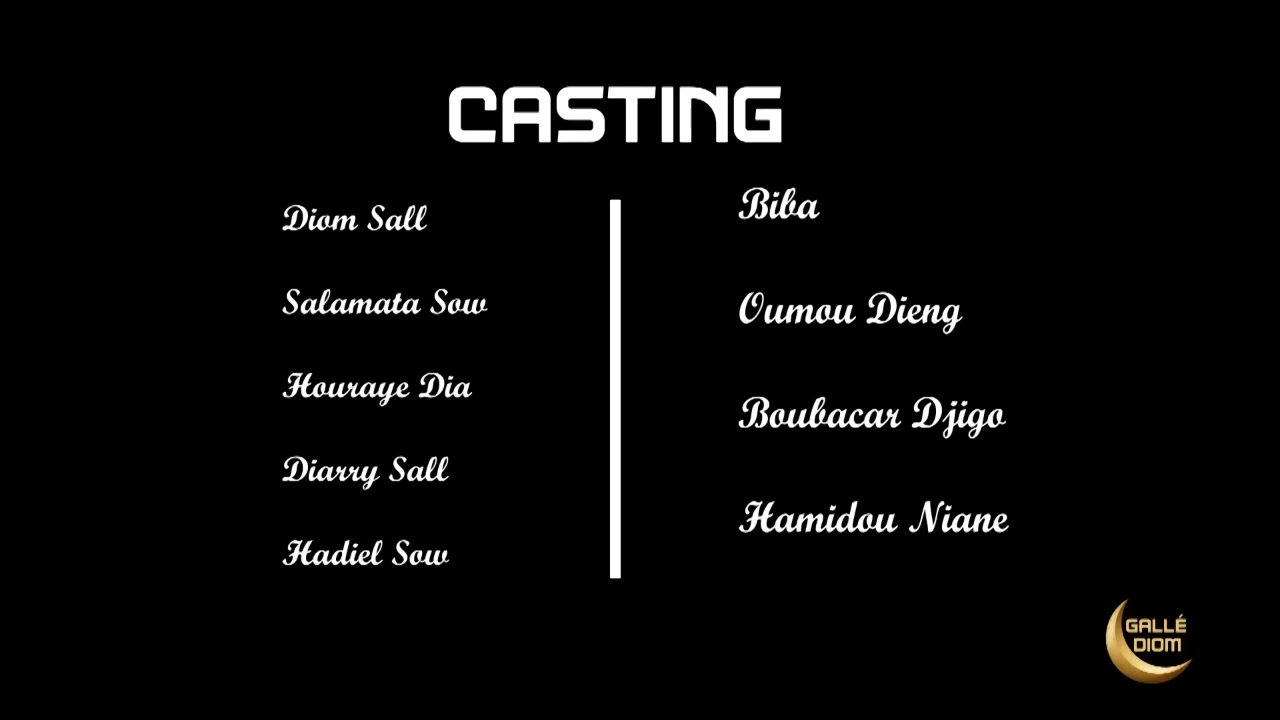 CASTING
Diom Sall
Salamata Sow
Houraye Dia
Diarry Sall
Hadiel Sow
Biba
Oumou Dieng
Boubacar Djigo
Hamidou Niane
GALLÉ
DIOM